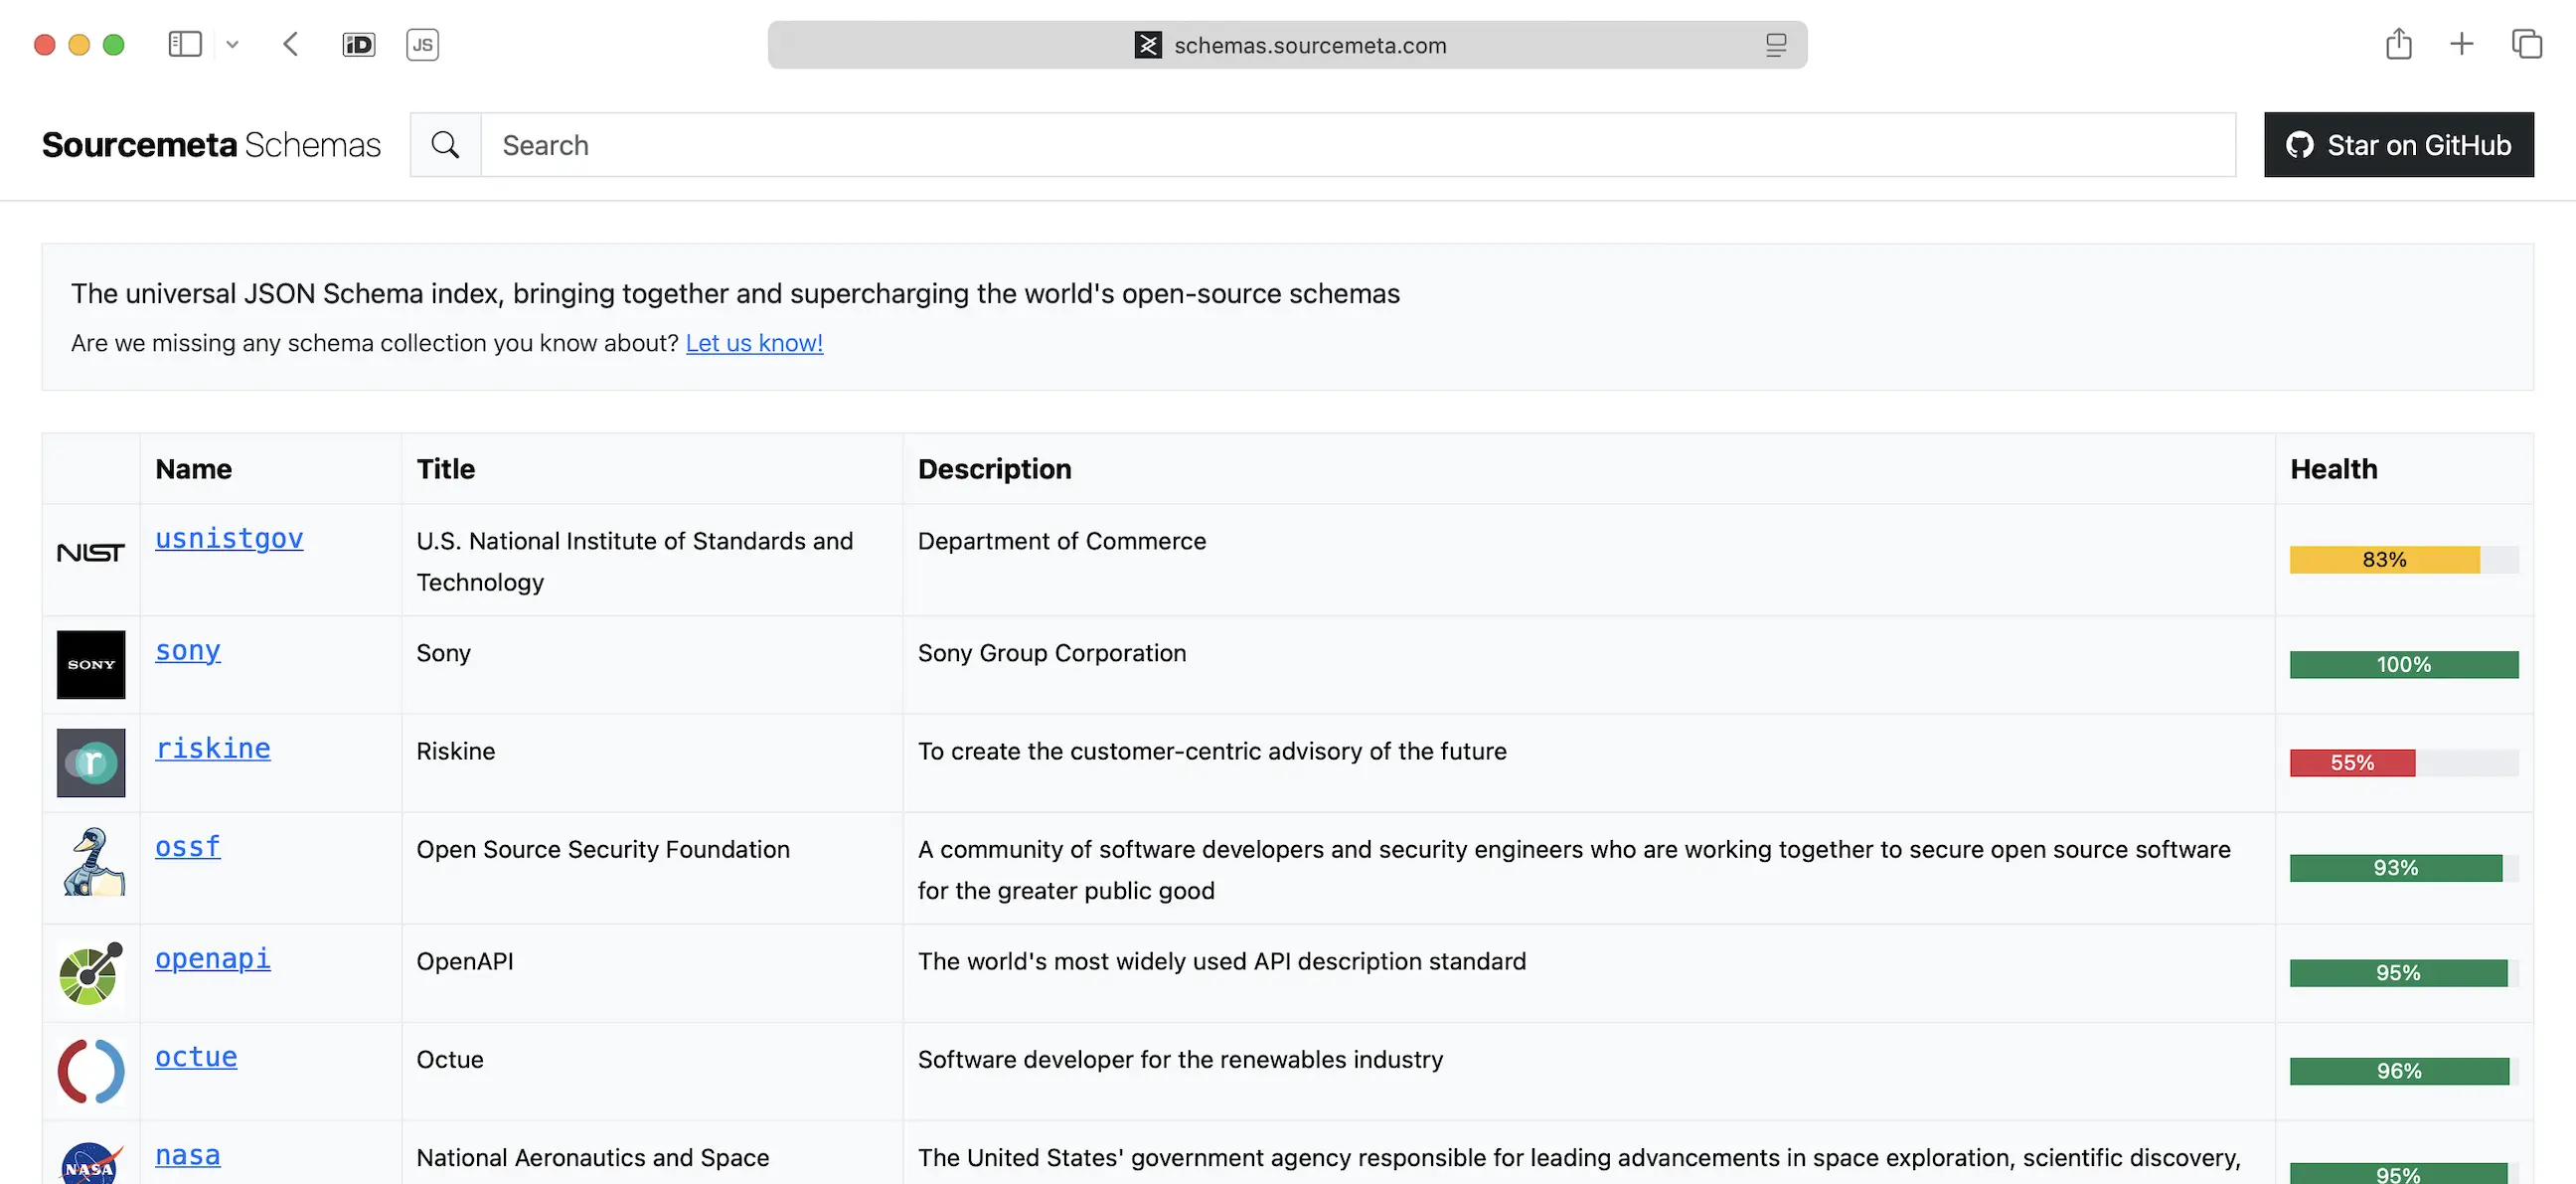 iD
JS
schemas.sourcemeta.com
Sourcemeta Schemas
Search
Star on GitHub
The universal JSON Schema index, bringing together and supercharging the world's open-source schemas
Are we missing any schema collection you know about? Let us know!
Name Title Description Health
NIST usnistgov U.S. National Institute of Standards and Department of Commerce 83%
Technology
SONY sony Sony Sony Group Corporation 100%
r riskine Riskine To create the customer-centric advisory of the future 55%
ossf Open Source Security Foundation A community of software developers and security engineers who are working together to secure open source software 93%
for the greater public good
openapi OpenAPI The world's most widely used API description standard 95%
octue Octue Software developer for the renewables industry 96%
NASA nasa National Aeronautics and Space The United States' government agency responsible for leading advancements in space exploration, scientific discovery, 95%